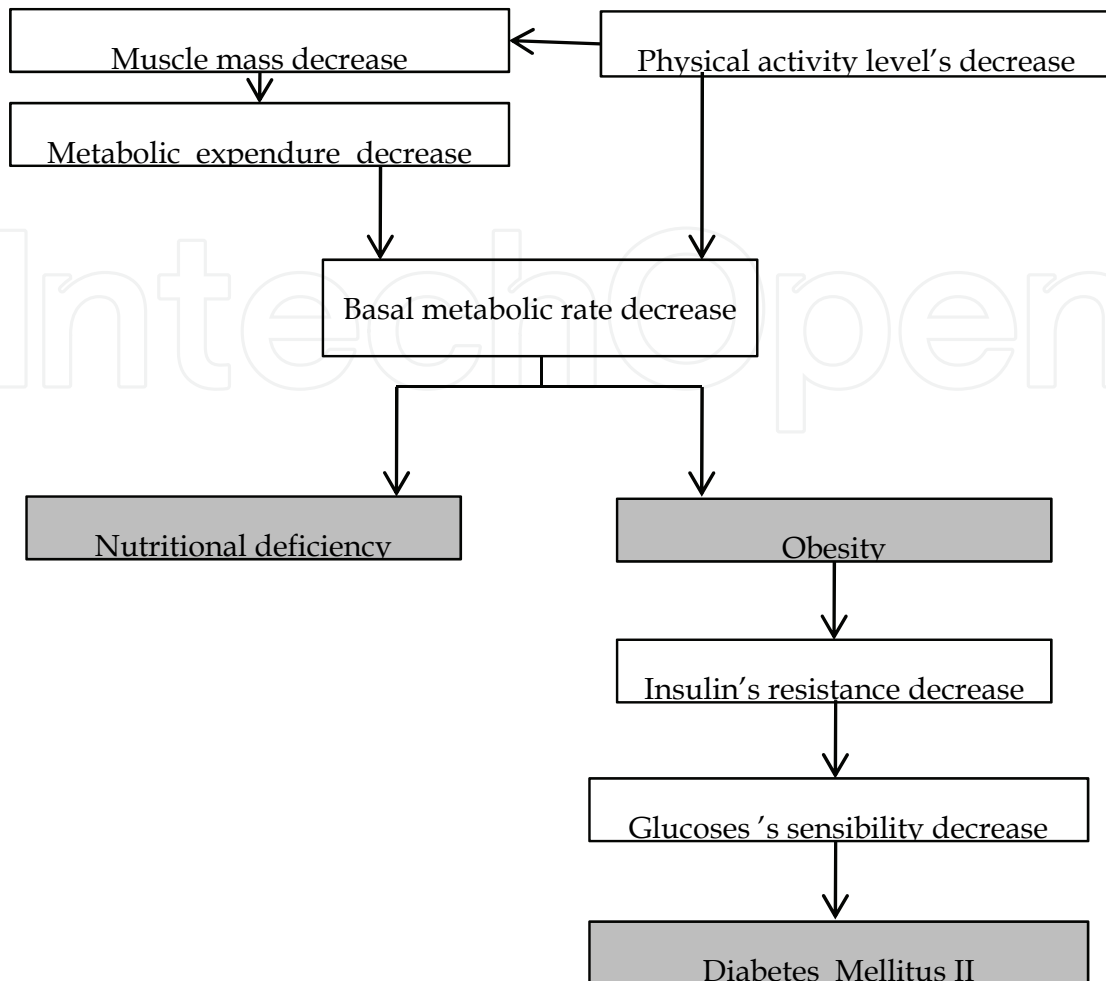 Muscle mass decrease
Physical activity level's decrease
Metabolic expendure decrease
IntechOpen
Basal metabolic rate decrease
Nutritional deficiency
Obesity
Insulin's resistance decrease
Glucoses 's sensibility decrease
Diabetes Mellitus II